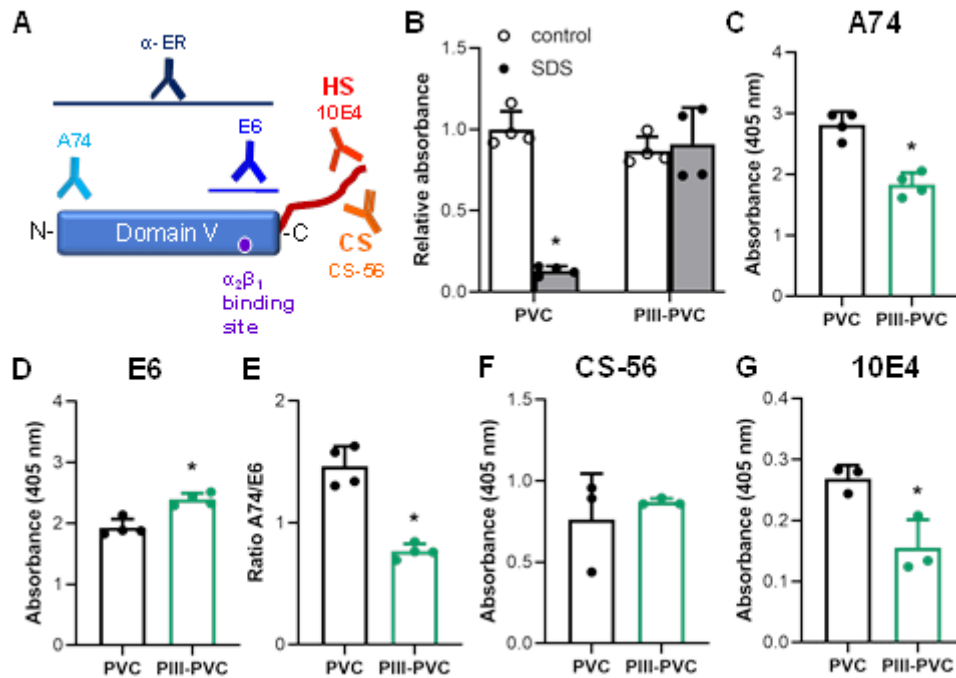 A
α-ER
HS
10E4
A74
E6
N-
Domain V
-C
CS
CS-56
α₂β₁
binding
site
B
control
SDS
Relative absorbance
1.5
1.0
0.5
0.0
*
PVC
PIII-PVC
C
A74
Absorbance (405 nm)
4
3
2
1
0
*
PVC
PIII-PVC
D
E6
Absorbance (405 nm)
4
3
2
1
0
*
PVC
PIII-PVC
E
Ratio A74/E6
2
1
0
*
PVC
PIII-PVC
F
CS-56
Absorbance (405 nm)
1.5
1.0
0.5
0.0
PVC
PIII-PVC
G
10E4
Absorbance (405 nm)
0.4
0.3
0.2
0.1
0.0
*
PVC
PIII-PVC